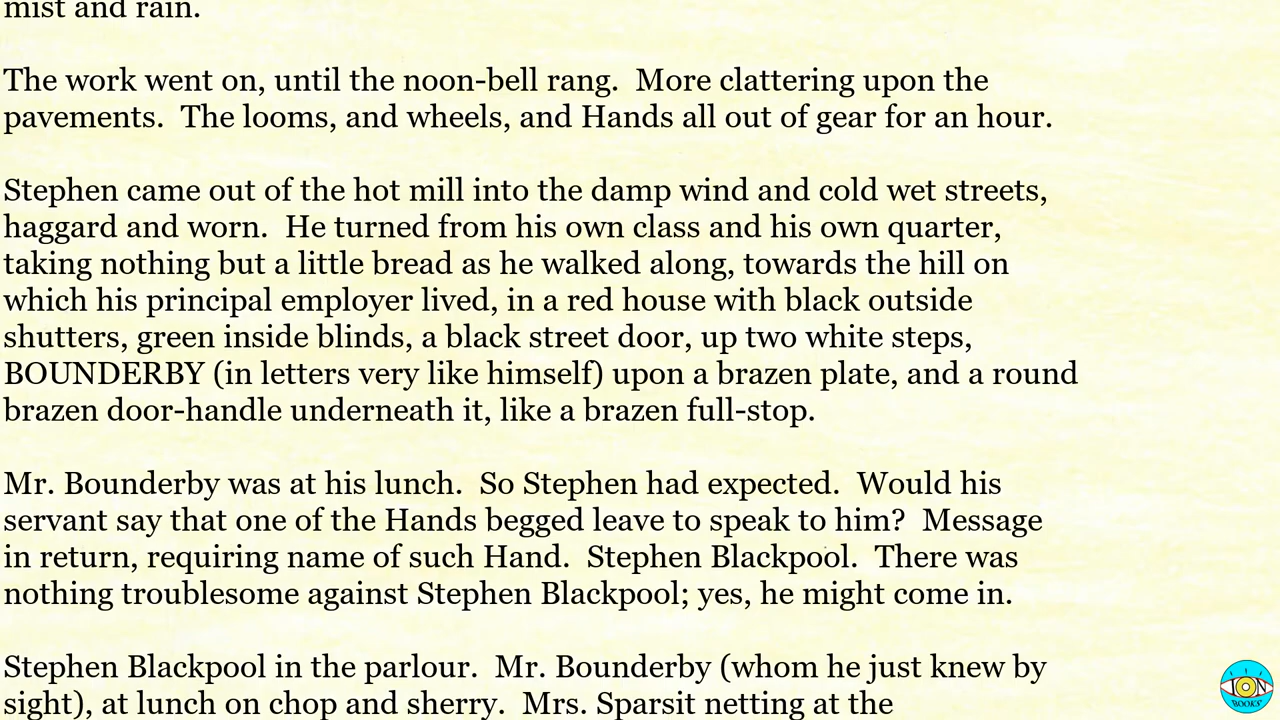 mist and rain.
The work went on, until the noon-bell rang.  More clattering upon the
pavements.  The looms, and wheels, and Hands all out of gear for an hour.
Stephen came out of the hot mill into the damp wind and cold wet streets,
haggard and worn.  He turned from his own class and his own quarter,
taking nothing but a little bread as he walked along, towards the hill on
which his principal employer lived, in a red house with black outside
shutters, green inside blinds, a black street door, up two white steps,
BOUNDERBY (in letters very like himself) upon a brazen plate, and a round
brazen door-handle underneath it, like a brazen full-stop.
Mr. Bounderby was at his lunch.  So Stephen had expected.  Would his
servant say that one of the Hands begged leave to speak to him?  Message
in return, requiring name of such Hand.  Stephen Blackpool.  There was
nothing troublesome against Stephen Blackpool; yes, he might come in.
Stephen Blackpool in the parlour.  Mr. Bounderby (whom he just knew by
sight), at lunch on chop and sherry.  Mrs. Sparsit netting at the
ION
BOOKS